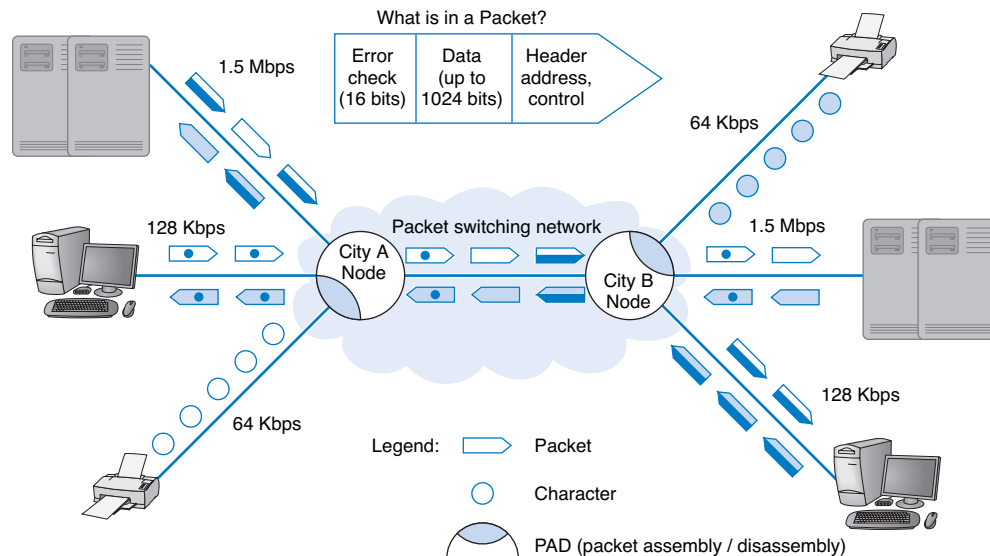 What is in a Packet?
Error
check
(16 bits)
Data
(up to
1024 bits)
Header
address,
control
1.5 Mbps
64 Kbps
128 Kbps
Packet switching network
1.5 Mbps
City A
Node
City B
Node
64 Kbps
128 Kbps
Legend:
Packet
Character
PAD (packet assembly / disassembly)